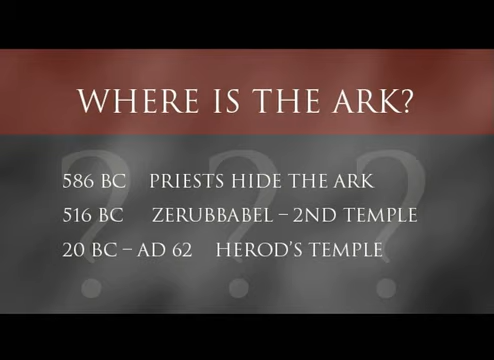 WHERE IS THE ARK?
586 BC PRIESTS HIDE THE ARK
516 BC ZERUBBABEL – 2ND TEMPLE
20 BC – AD 62 HEROD'S TEMPLE
? ? ?